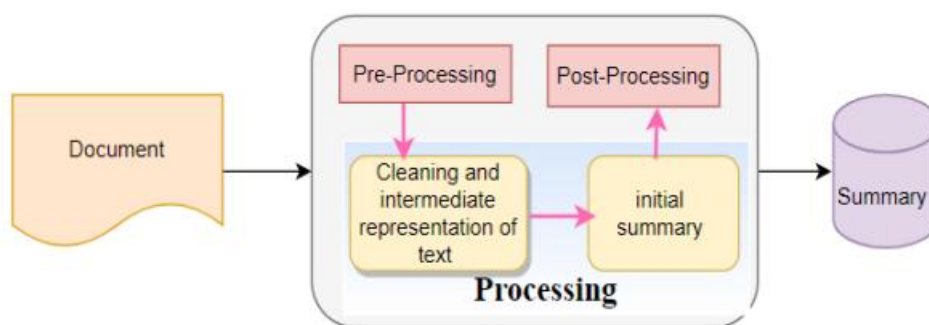 Document
Pre-Processing
Post-Processing
Cleaning and
intermediate
representation of
text
initial
summary
Processing
Summary